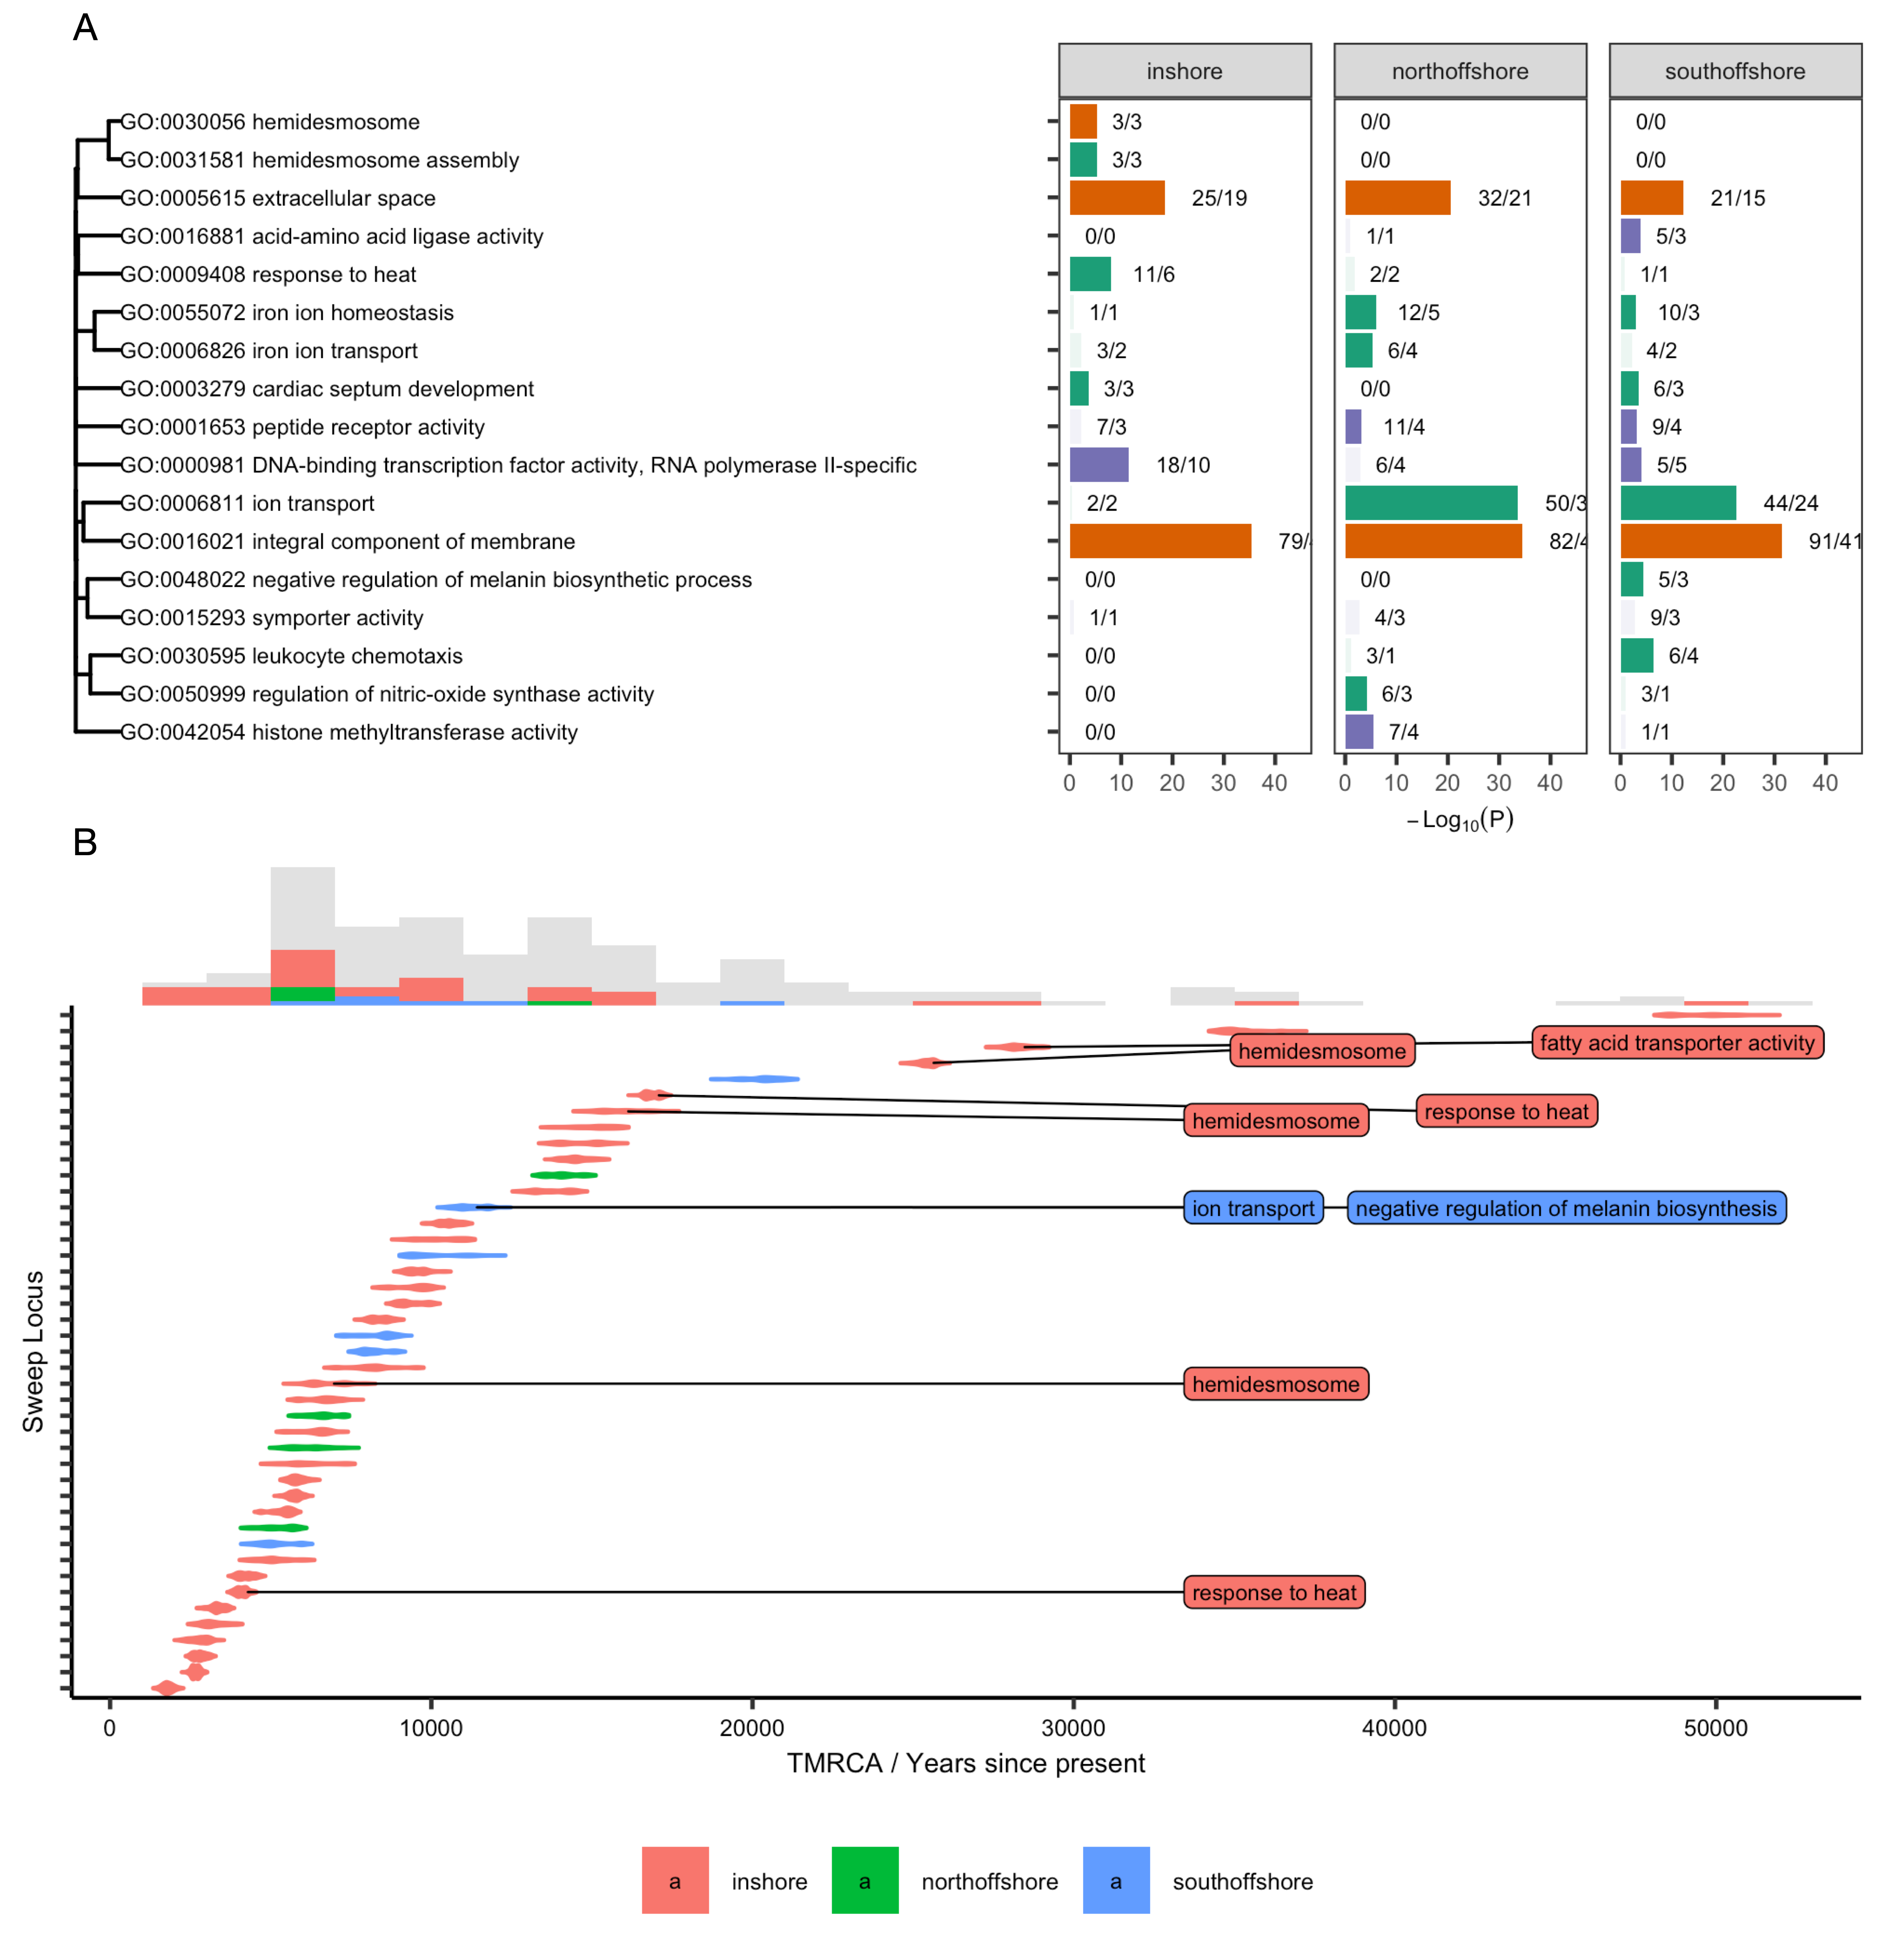 A
inshore northoffshore southoffshore
GO:0030056 hemidesmosome 3/3 0/0 0/0
GO:0031581 hemidesmosome assembly 3/3 0/0 0/0
GO:0005615 extracellular space 25/19 32/21 21/15
GO:0016881 acid-amino acid ligase activity 0/0 1/1 5/3
GO:0009408 response to heat 11/6 2/2 1/1
GO:0055072 iron ion homeostasis 1/1 12/5 10/3
GO:0006826 iron ion transport 3/2 6/4 4/2
GO:0003279 cardiac septum development 3/3 0/0 6/3
GO:0001653 peptide receptor activity 7/3 11/4 9/4
GO:0000981 DNA-binding transcription factor activity, RNA polymerase II-specific 18/10 6/4 5/5
GO:0006811 ion transport 2/2 50/3 44/24
GO:0016021 integral component of membrane 79/ 82/4 91/41
GO:0048022 negative regulation of melanin biosynthetic process 0/0 0/0 5/3
GO:0015293 symporter activity 1/1 4/3 9/3
GO:0030595 leukocyte chemotaxis 0/0 3/1 6/4
GO:0050999 regulation of nitric-oxide synthase activity 0/0 6/3 3/1
GO:0042054 histone methyltransferase activity 0/0 7/4 1/1
0 10 20 30 40 0 10 20 30 40 0 10 20 30 40
−Log₁₀(P)
B
hemidesmosome fatty acid transporter activity
hemidesmosome response to heat
ion transport negative regulation of melanin biosynthesis
hemidesmosome
response to heat
Sweep Locus
0 10000 20000 30000 40000 50000
TMRCA / Years since present
a inshore a northoffshore a southoffshore